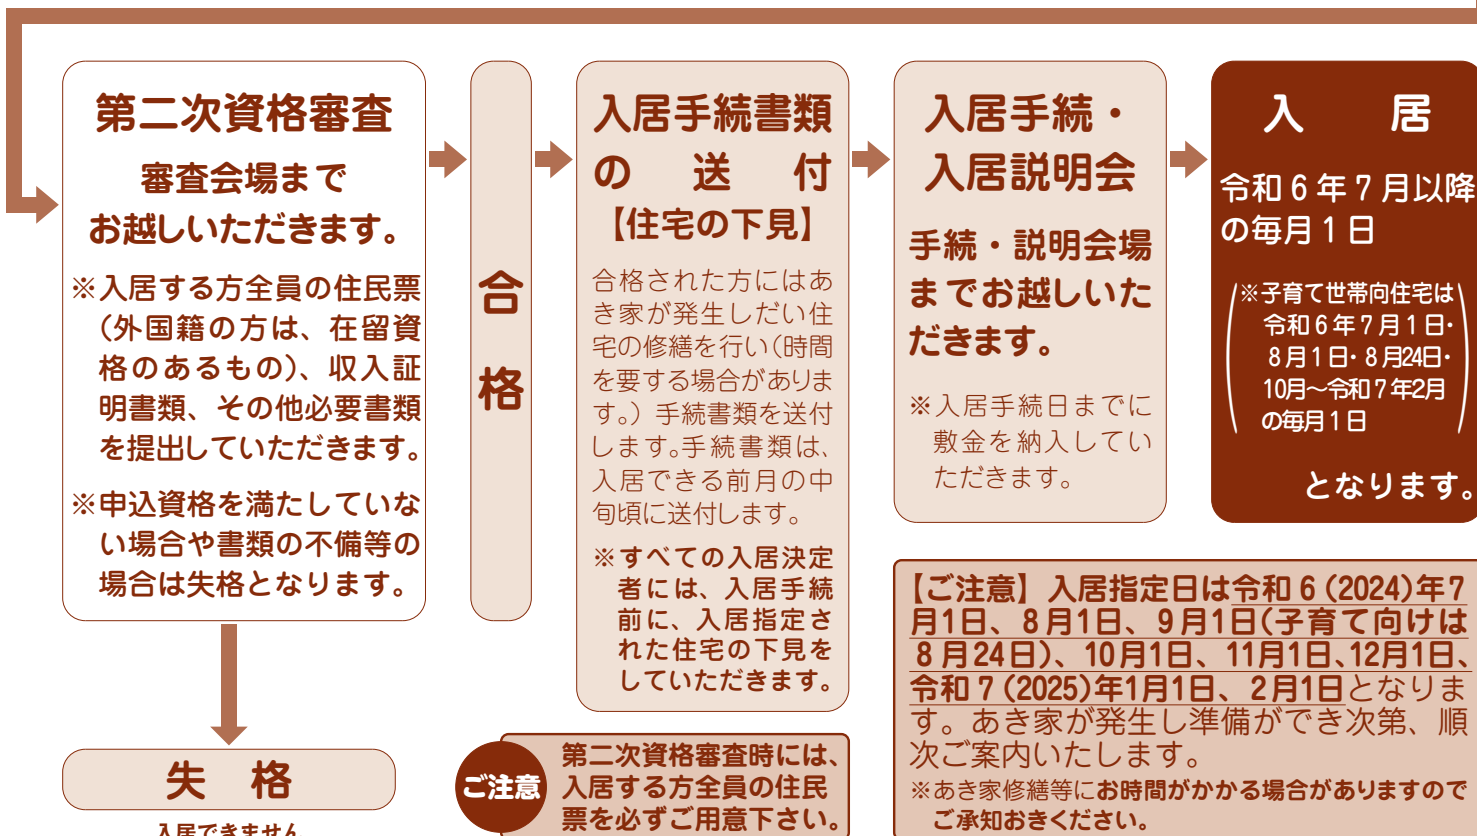 第二次資格審査
審査会場まで
お越しいただきます。
※入居する方全員の住民票
(外国籍の方は、在留資
格のあるもの)、収入証
明書類、その他必要書類
を提出していただきます。
※申込資格を満たしていな
い場合や書類の不備等の
場合は失格となります。
失格
入居できません
合
格
入居手続書類
の送付
【住宅の下見】
合格された方にはあ
き家が発生しだい住
宅の修繕を行い(時間
を要する場合がありま
す。)手続書類を送付
します。手続書類は、
入居できる前月の中
旬頃に送付します。
※すべての入居決定
者には、入居手続
前に、入居指定さ
れた住宅の下見を
していただきます。
ご注意
第二次資格審査時には、
入居する方全員の住民
票を必ずご用意下さい。
入居手続・
入居説明会
手続・説明会場
までお越しいた
だきます。
※入居手続日までに
敷金を納入してい
ただきます。
入居
令和6年7月以降
の毎月1日
※子育て世帯向住宅は
令和6年7月1日・
8月1日・8月24日・
10月～令和7年2月
の毎月1日
となります。
【ご注意】入居指定日は令和6(2024)年7
月1日、8月1日、9月1日(子育て向けは
8月24日)、10月1日、11月1日、12月1日、
令和7(2025)年1月1日、2月1日となりま
す。あき家が発生し準備ができ次第、順
次ご案内いたします。
※あき家修繕等にお時間がかかる場合がありますので
ご承知おきください。